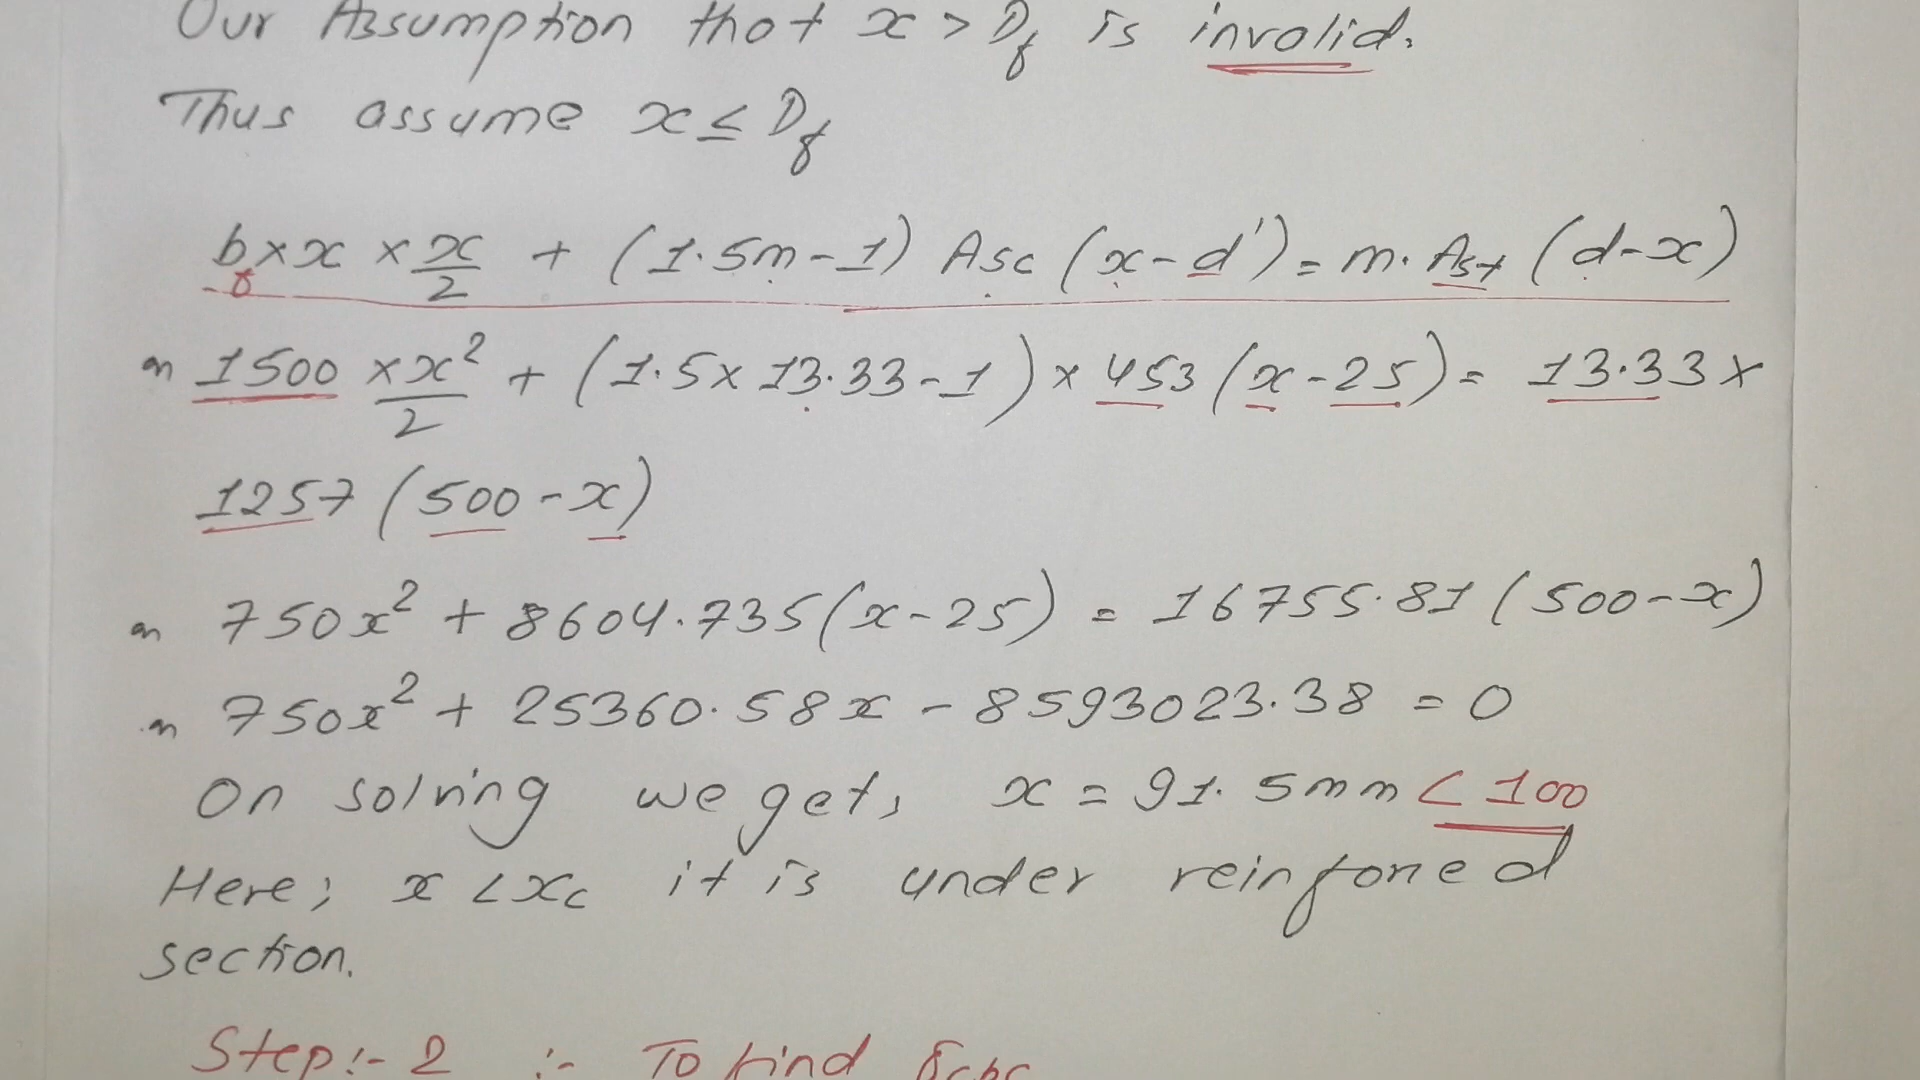 Our Assumption that x > Df is invalid.
Thus assume x ≤ Df
bf × x × x/2 + (1.5m - 1) Asc (x - d') = m. Ast (d - x)
or 1500 × x²/2 + (1.5 × 13.33 - 1) × 453 (x - 25) = 13.33 ×
1257 (500 - x)
or 750x² + 8604.735 (x - 25) = 16755.81 (500 - x)
or 750x² + 25360.58x - 8593023.38 = 0
On solving we get, x = 91.5mm < 100
Here; x < xc it is under reinforced
section.
Step:- 2 :- To find